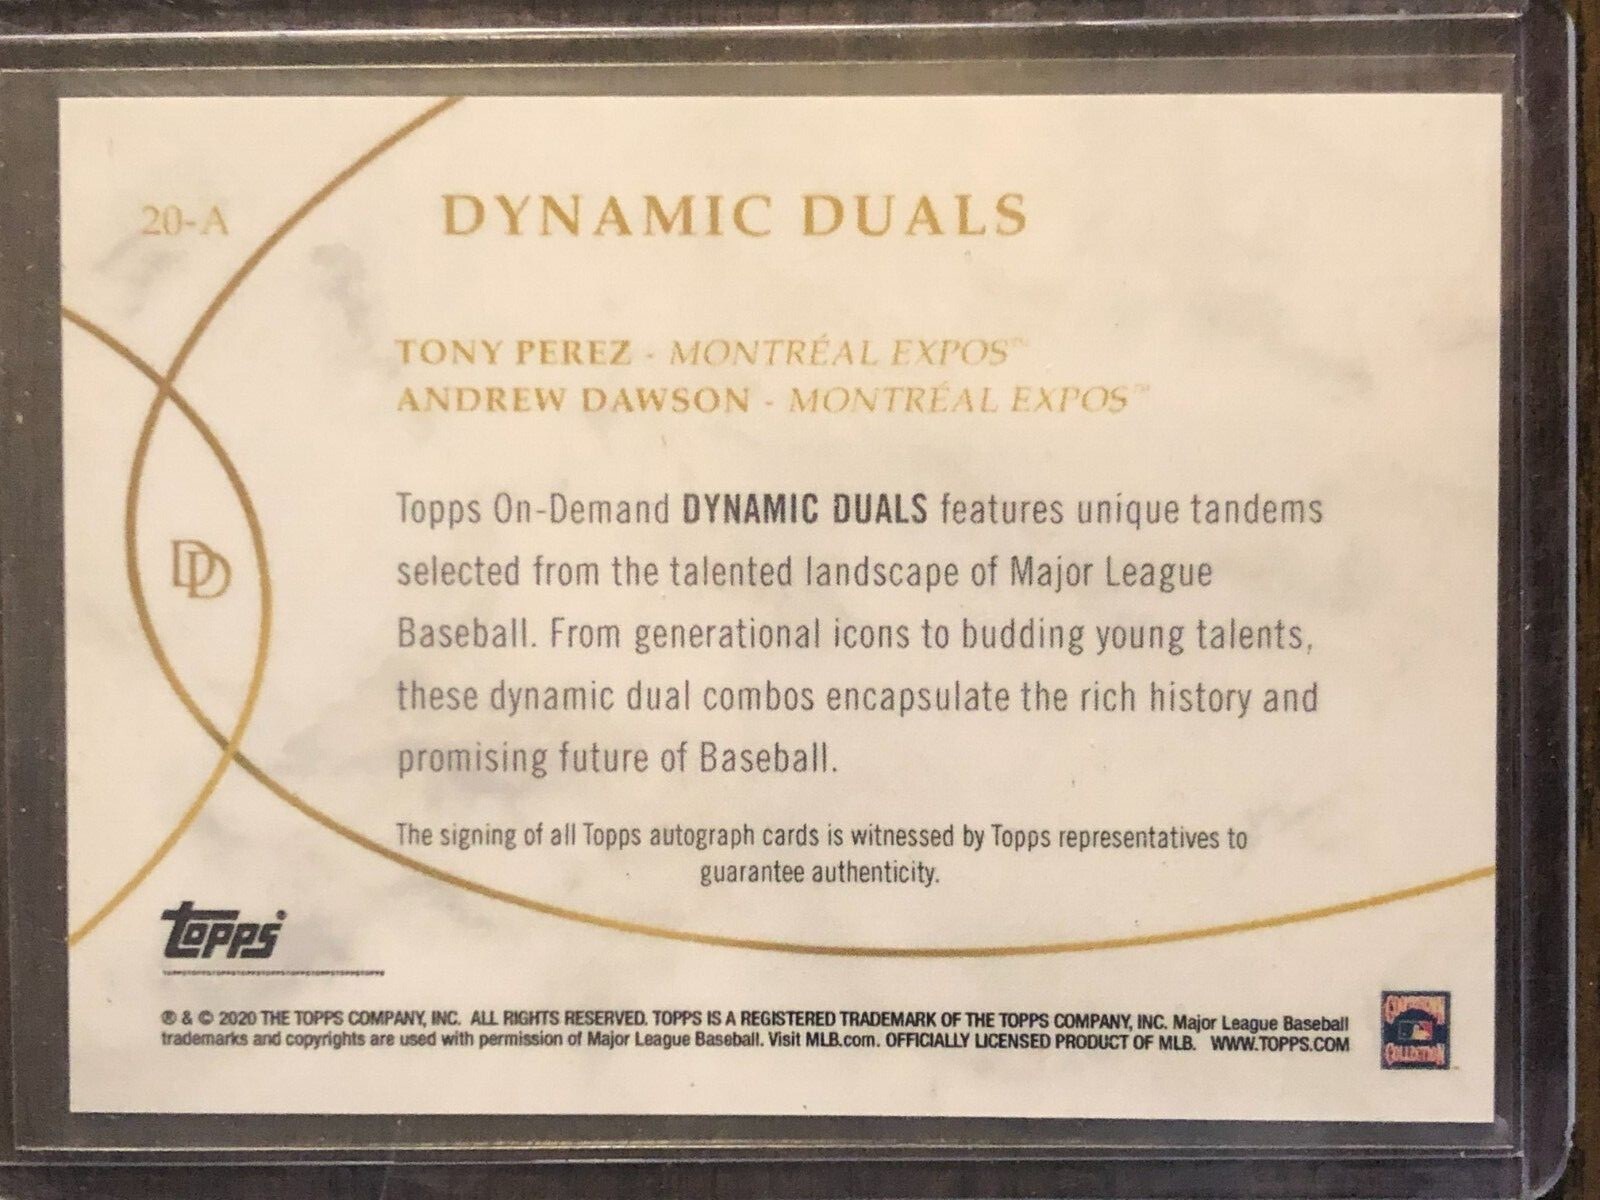 20-A
DYNAMIC DUALS
TONY PEREZ - MONTRÉAL EXPOS™
ANDREW DAWSON - MONTRÉAL EXPOS™
Topps On-Demand DYNAMIC DUALS features unique tandems
selected from the talented landscape of Major League
Baseball. From generational icons to budding young talents,
these dynamic dual combos encapsulate the rich history and
promising future of Baseball.
DD
The signing of all Topps autograph cards is witnessed by Topps representatives to
guarantee authenticity.
Topps
® & © 2020 THE TOPPS COMPANY, INC. ALL RIGHTS RESERVED. TOPPS IS A REGISTERED TRADEMARK OF THE TOPPS COMPANY, INC. Major League Baseball
trademarks and copyrights are used with permission of Major League Baseball. Visit MLB.com. OFFICIALLY LICENSED PRODUCT OF MLB. WWW.TOPPS.COM
COOPERSTOWN
COLLECTION